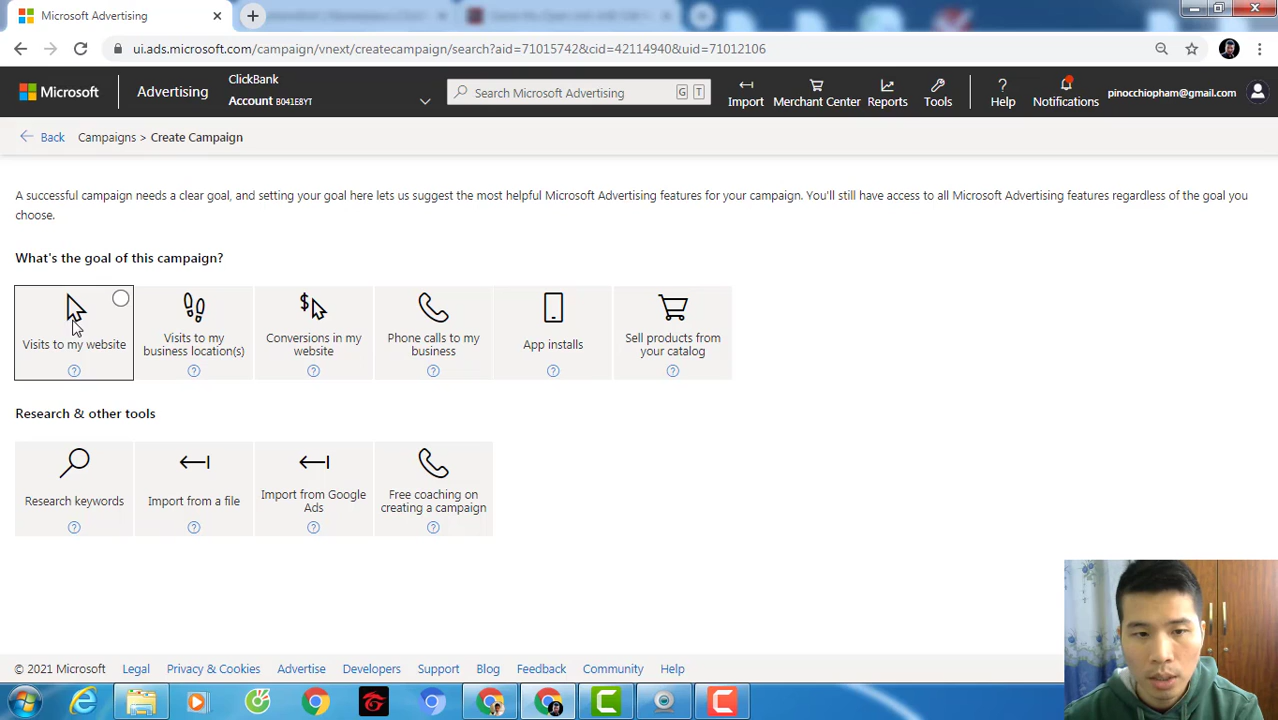 Microsoft Advertising
ui.ads.microsoft.com/campaign/vnext/createcampaign/search?aid=71015742&cid=42114940&uid=71012106
Microsoft
Advertising
ClickBank
Account B041E8YT
Search Microsoft Advertising
G T
Import
Merchant Center
Reports
Tools
Help
Notifications
pinocchiopham@gmail.com
Back
Campaigns > Create Campaign
A successful campaign needs a clear goal, and setting your goal here lets us suggest the most helpful Microsoft Advertising features for your campaign. You'll still have access to all Microsoft Advertising features regardless of the goal you
choose.
What's the goal of this campaign?
Visits to my website
Visits to my
business location(s)
Conversions in my
website
Phone calls to my
business
App installs
Sell products from
your catalog
Research & other tools
Research keywords
Import from a file
Import from Google
Ads
Free coaching on
creating a campaign
© 2021 Microsoft
Legal
Privacy & Cookies
Advertise
Developers
Support
Blog
Feedback
Community
Help